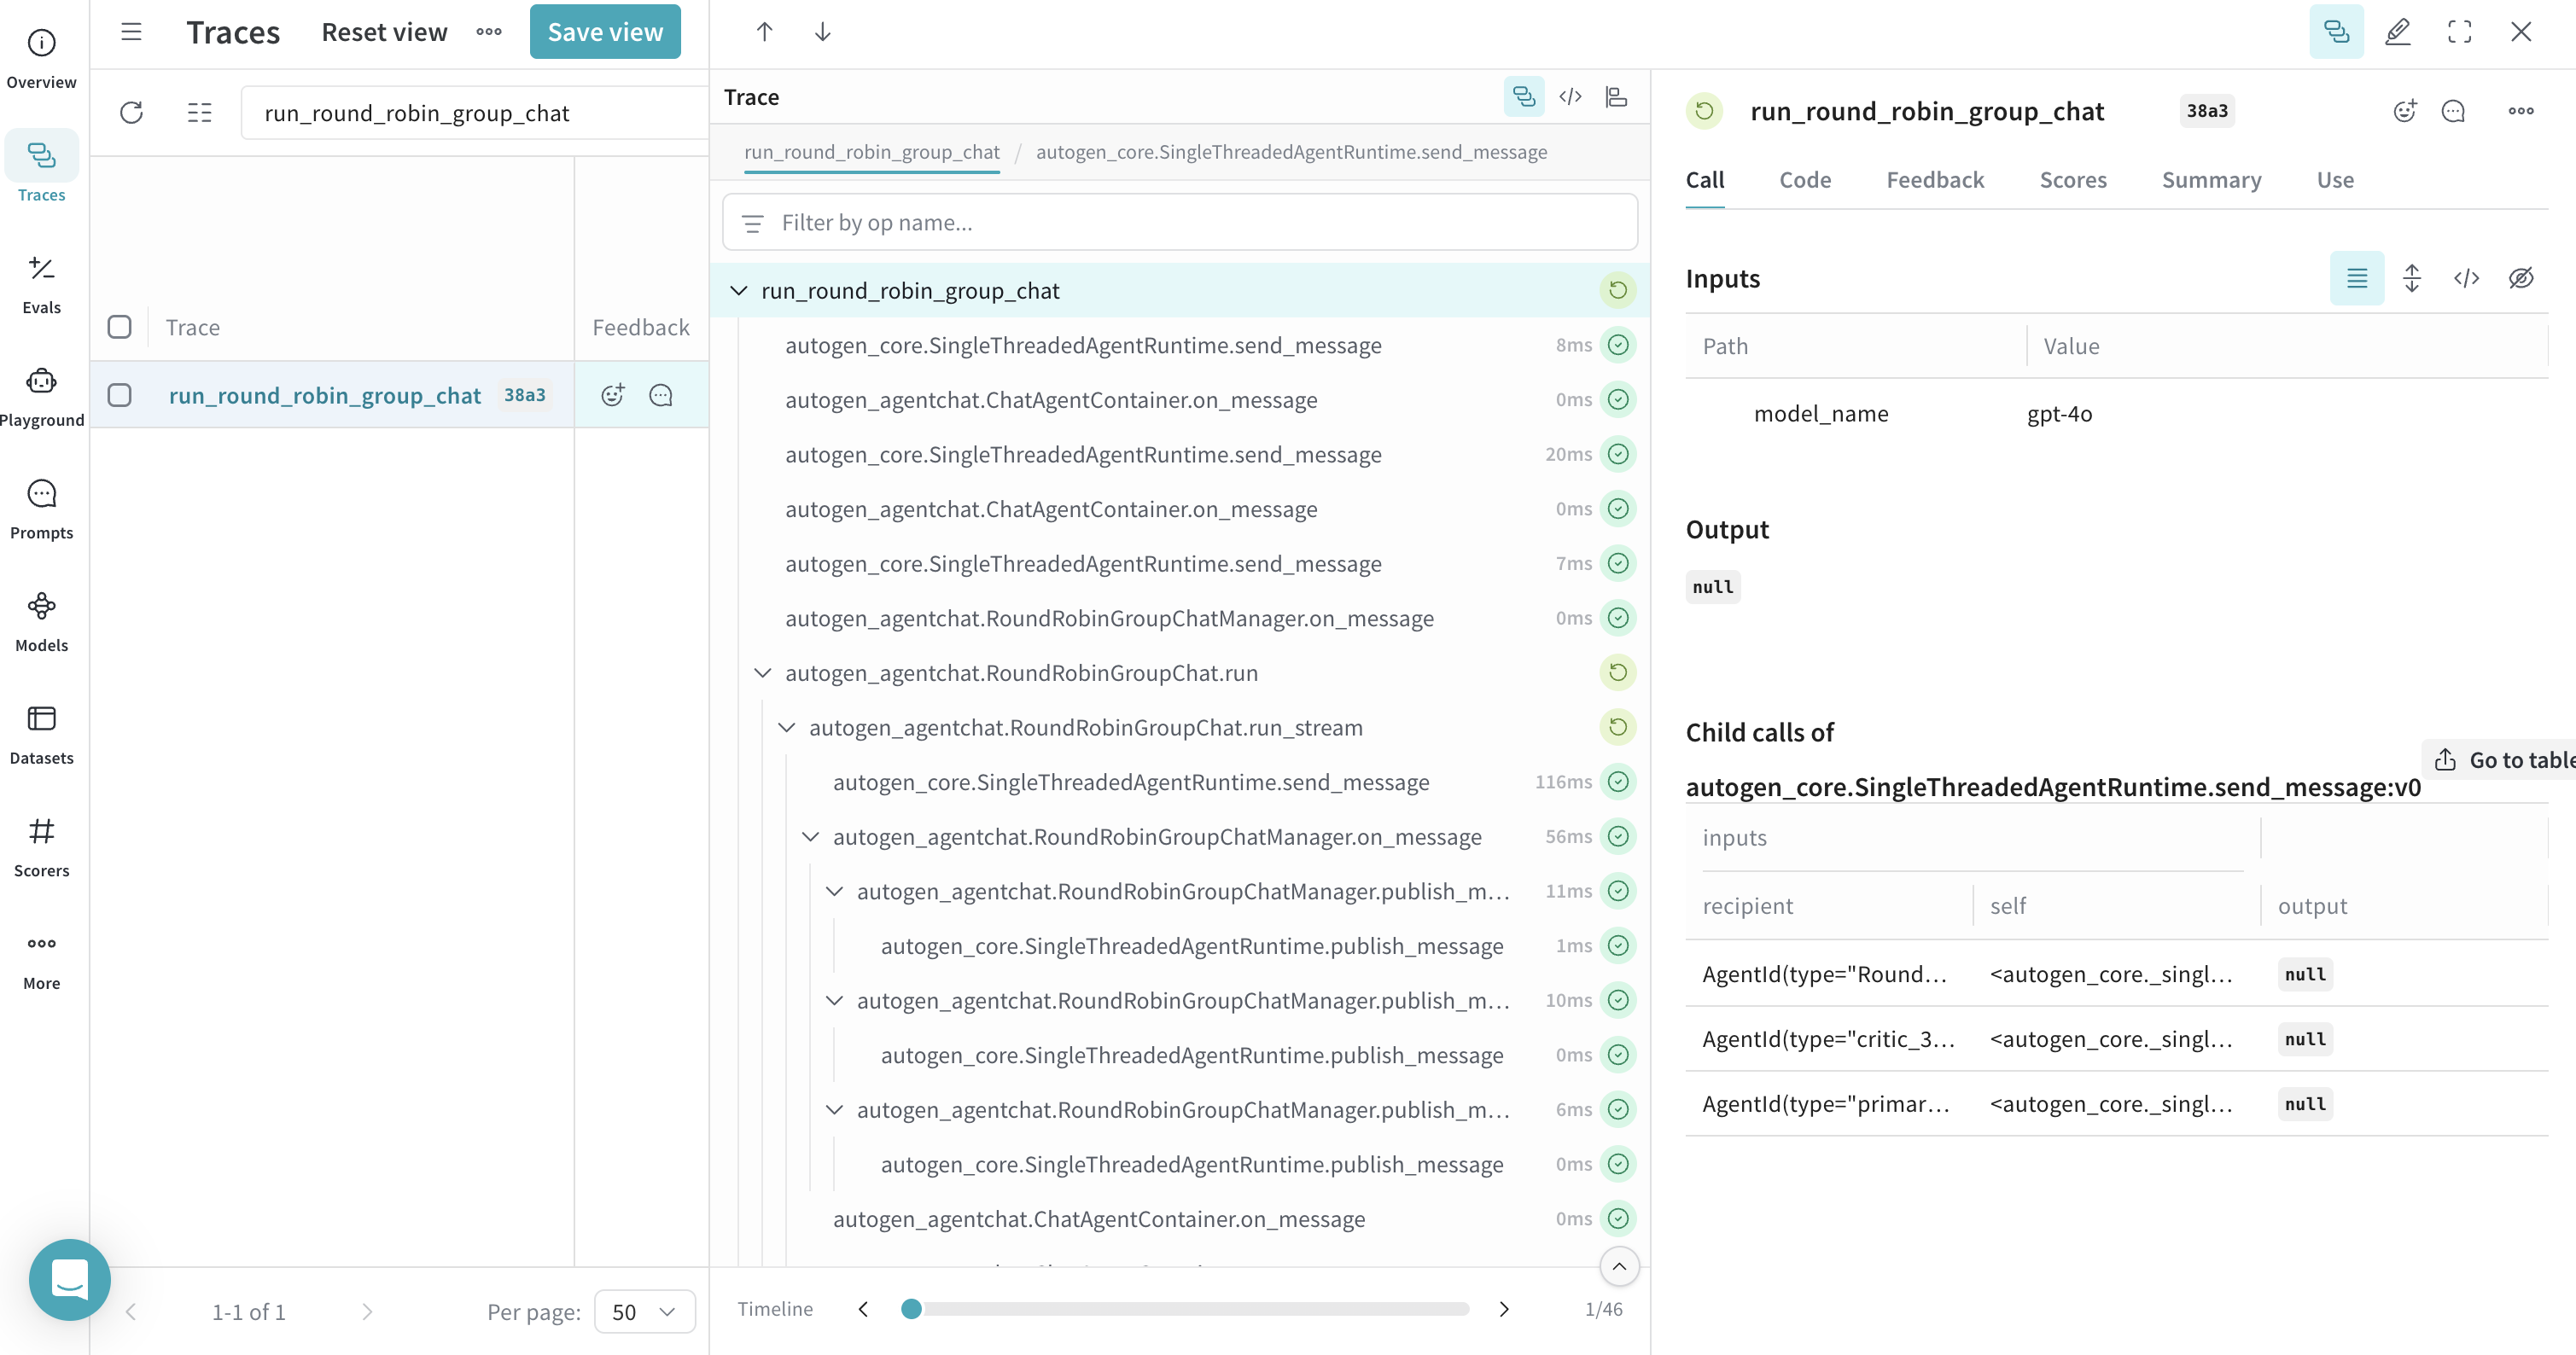 Overview
Traces
Evals
Playground
Prompts
Models
Datasets
Scorers
More
Traces
Reset view
Save view
run_round_robin_group_chat
Trace
Feedback
run_round_robin_group_chat 38a3
1-1 of 1
Per page:
50
Trace
run_round_robin_group_chat / autogen_core.SingleThreadedAgentRuntime.send_message
Filter by op name...
run_round_robin_group_chat
autogen_core.SingleThreadedAgentRuntime.send_message 8ms
autogen_agentchat.ChatAgentContainer.on_message 0ms
autogen_core.SingleThreadedAgentRuntime.send_message 20ms
autogen_agentchat.ChatAgentContainer.on_message 0ms
autogen_core.SingleThreadedAgentRuntime.send_message 7ms
autogen_agentchat.RoundRobinGroupChatManager.on_message 0ms
autogen_agentchat.RoundRobinGroupChat.run
autogen_agentchat.RoundRobinGroupChat.run_stream
autogen_core.SingleThreadedAgentRuntime.send_message 116ms
autogen_agentchat.RoundRobinGroupChatManager.on_message 56ms
autogen_agentchat.RoundRobinGroupChatManager.publish_m... 11ms
autogen_core.SingleThreadedAgentRuntime.publish_message 1ms
autogen_agentchat.RoundRobinGroupChatManager.publish_m... 10ms
autogen_core.SingleThreadedAgentRuntime.publish_message 0ms
autogen_agentchat.RoundRobinGroupChatManager.publish_m... 6ms
autogen_core.SingleThreadedAgentRuntime.publish_message 0ms
autogen_agentchat.ChatAgentContainer.on_message 0ms
Timeline
1/46
run_round_robin_group_chat 38a3
Call Code Feedback Scores Summary Use
Inputs
Path Value
model_name gpt-4o
Output
null
Child calls of
autogen_core.SingleThreadedAgentRuntime.send_message:v0
Go to table
inputs
recipient self output
AgentId(type="Round... <autogen_core._singl... null
AgentId(type="critic_3... <autogen_core._singl... null
AgentId(type="primar... <autogen_core._singl... null